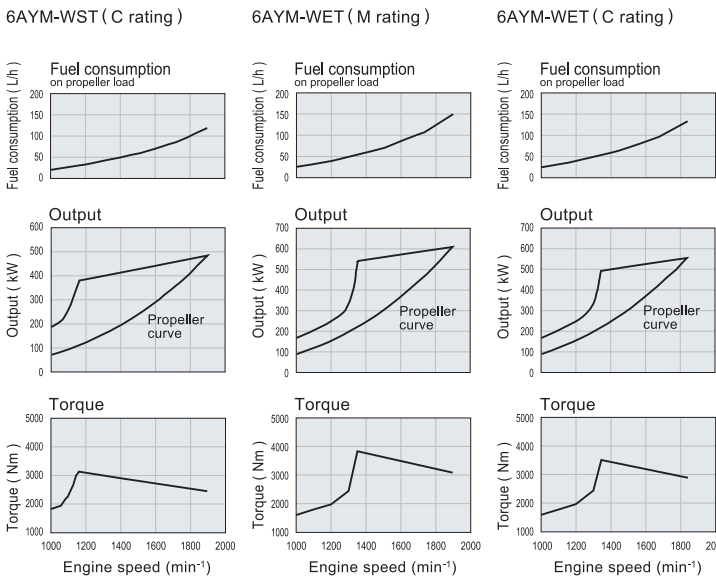 6AYM-WST ( C rating )
6AYM-WET ( M rating )
6AYM-WET ( C rating )
Fuel consumption
on propeller load
Fuel consumption ( L/h )
200
150
100
50
0
Fuel consumption
on propeller load
Fuel consumption ( L/h )
200
150
100
50
0
Fuel consumption
on propeller load
Fuel consumption ( L/h )
200
150
100
50
0
Output
Output ( kW )
600
500
400
300
200
100
0
Propeller
curve
Output
Output ( kW )
700
600
500
400
300
200
100
0
Propeller
curve
Output
Output ( kW )
700
600
500
400
300
200
100
0
Propeller
curve
Torque
Torque ( Nm )
5000
4000
3000
2000
1000
1000 1200 1400 1600 1800 2000
Engine speed (min-1)
Torque
Torque ( Nm )
5000
4000
3000
2000
1000
1000 1200 1400 1600 1800 2000
Engine speed (min-1)
Torque
Torque ( Nm )
5000
4000
3000
2000
1000
1000 1200 1400 1600 1800 20
Engine speed (min-1)